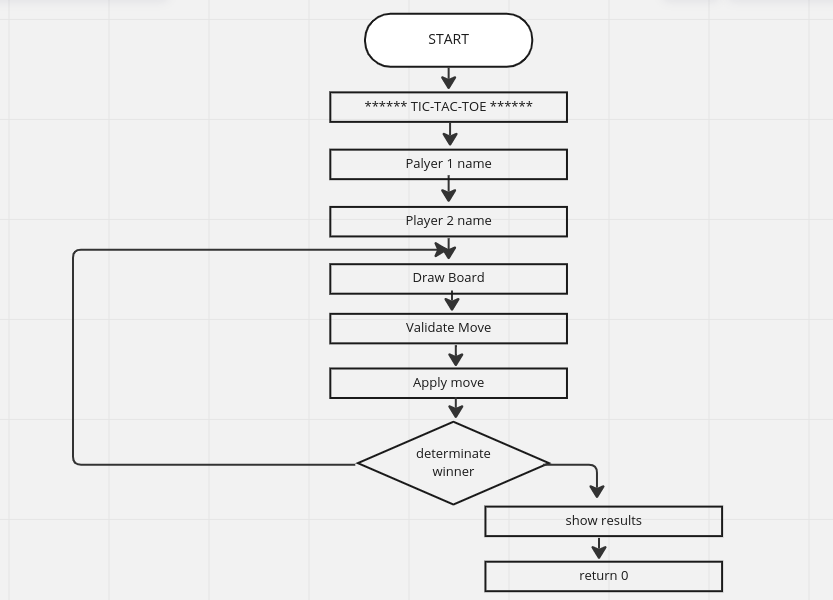 START
****** TIC-TAC-TOE ******
Palyer 1 name
Player 2 name
Draw Board
Validate Move
Apply move
determinate
winner
show results
return 0